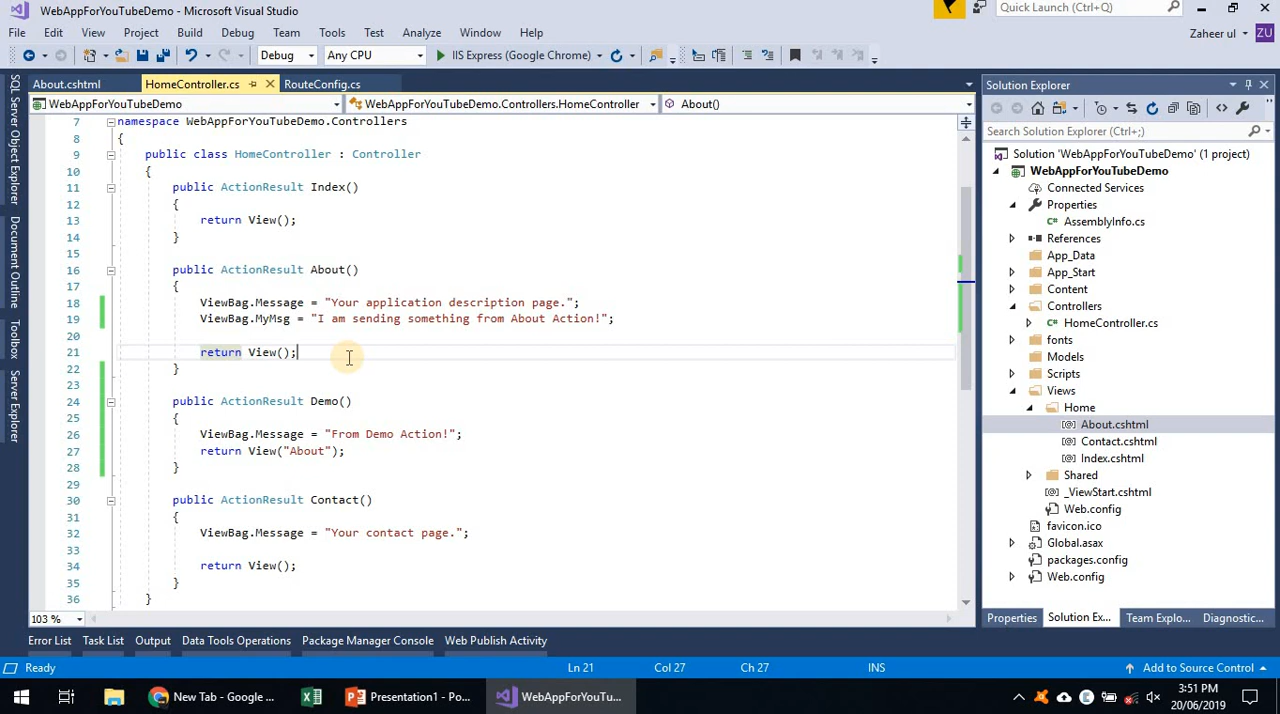 WebAppForYouTubeDemo - Microsoft Visual Studio
Quick Launch (Ctrl+Q)
File Edit View Project Build Debug Team Tools Test Analyze Window Help
Zaheer ul ZU
Debug Any CPU IIS Express (Google Chrome)
About.cshtml HomeController.cs RouteConfig.cs
WebAppForYouTubeDemo WebAppForYouTubeDemo.Controllers.HomeController About()
SQL Server Object Explorer
Document Outline
Toolbox
Server Explorer
7 namespace WebAppForYouTubeDemo.Controllers
8 {
9 public class HomeController : Controller
10 {
11 public ActionResult Index()
12 {
13 return View();
14 }
15
16 public ActionResult About()
17 {
18 ViewBag.Message = "Your application description page.";
19 ViewBag.MyMsg = "I am sending something from About Action!";
20
21 return View();
22 }
23
24 public ActionResult Demo()
25 {
26 ViewBag.Message = "From Demo Action!";
27 return View("About");
28 }
29
30 public ActionResult Contact()
31 {
32 ViewBag.Message = "Your contact page.";
33
34 return View();
35 }
36 }
103 %
Solution Explorer
Search Solution Explorer (Ctrl+;)
Solution 'WebAppForYouTubeDemo' (1 project)
WebAppForYouTubeDemo
Connected Services
Properties
C# AssemblyInfo.cs
References
App_Data
App_Start
Content
Controllers
C# HomeController.cs
fonts
Models
Scripts
Views
Home
[@] About.cshtml
[@] Contact.cshtml
[@] Index.cshtml
Shared
[@] _ViewStart.cshtml
Web.config
favicon.ico
Global.asax
packages.config
Web.config
Properties Solution Ex... Team Explo... Diagnostic...
Error List Task List Output Data Tools Operations Package Manager Console Web Publish Activity
Ready Ln 21 Col 27 Ch 27 INS Add to Source Control
New Tab - Google ... Presentation1 - Po... WebAppForYouTu...
3:51 PM
20/06/2019